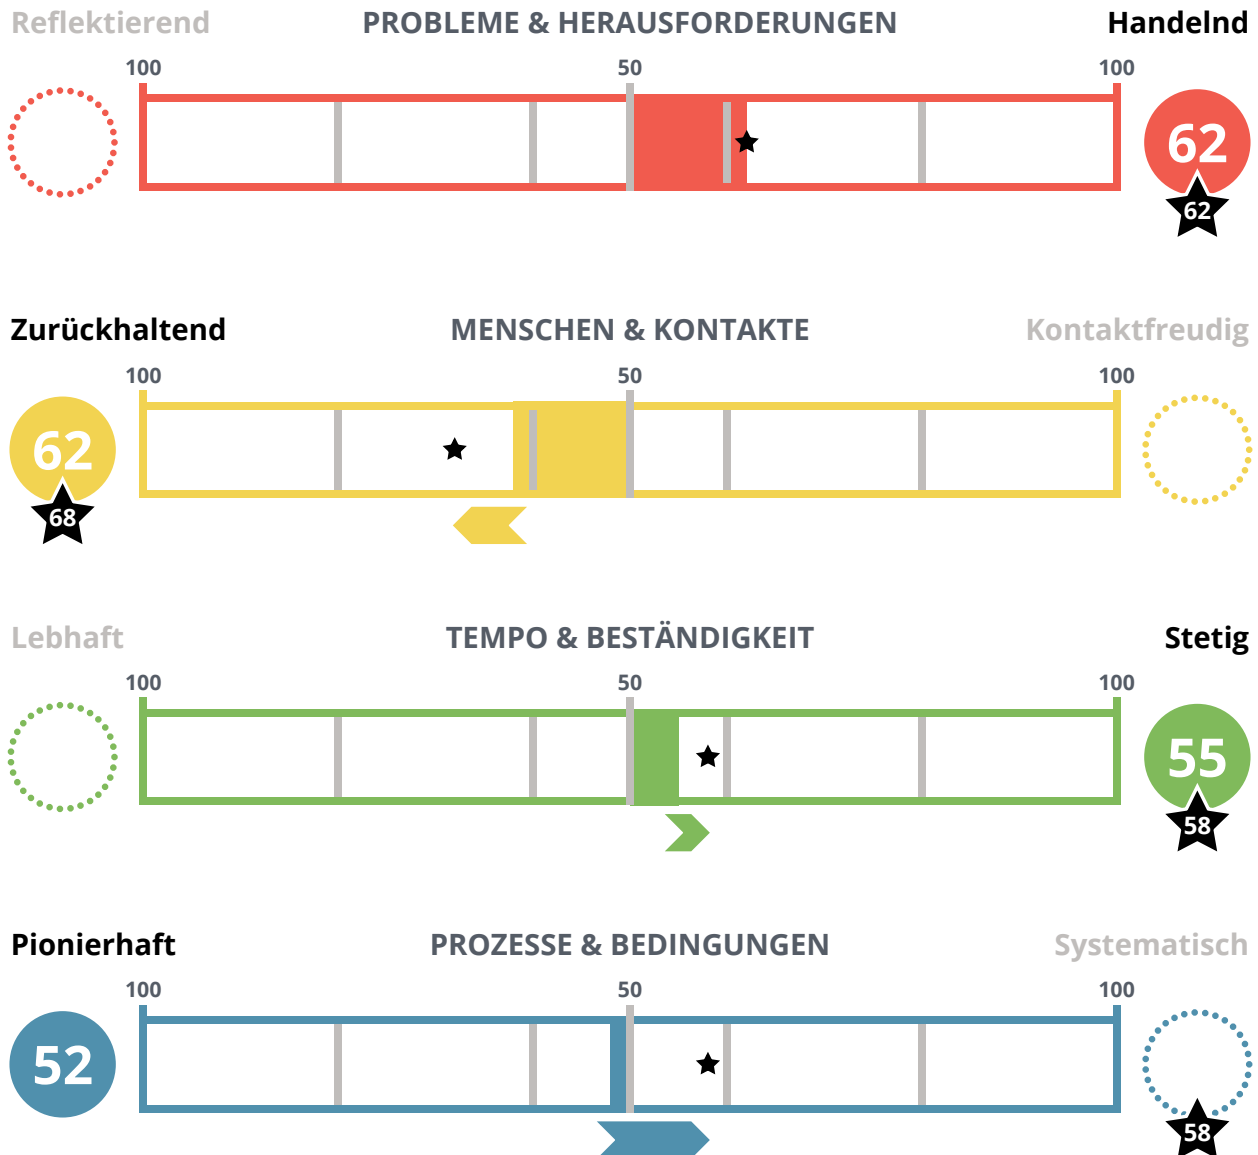 Reflektierend PROBLEME & HERAUSFORDERUNGEN Handelnd
100 50 100
62
62
Zurückhaltend MENSCHEN & KONTAKTE Kontaktfreudig
100 50 100
62
68
Lebhaft TEMPO & BESTÄNDIGKEIT Stetig
100 50 100
55
58
Pionierhaft PROZESSE & BEDINGUNGEN Systematisch
100 50 100
52
58